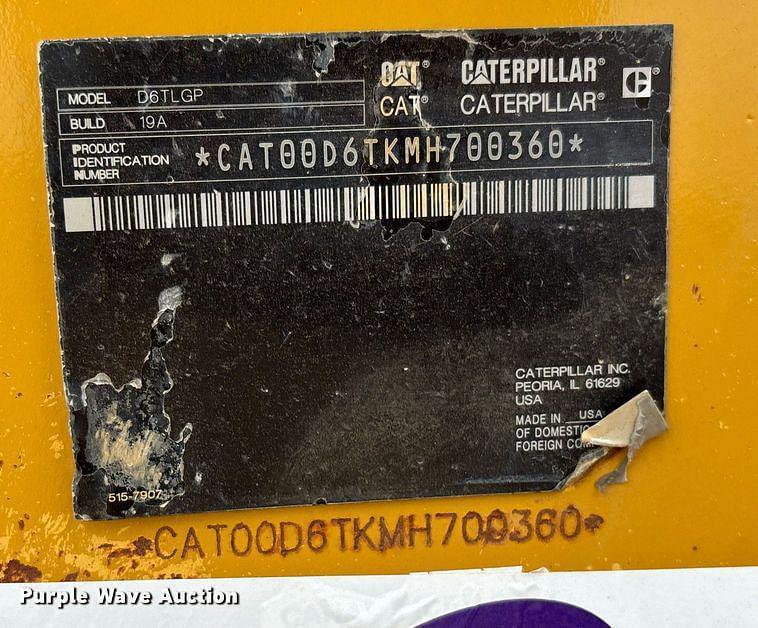 CAT® CATERPILLAR®
MODEL D6TLGP
CAT® CATERPILLAR®
BUILD 19A
PRODUCT
IDENTIFICATION
NUMBER
*CAT00D6TKMH700360*
CATERPILLAR INC.
PEORIA, IL 61629
USA
MADE IN USA
OF DOMESTIC
FOREIGN
515-7907
*CAT00D6TKMH700360*
Purple Wave Auction